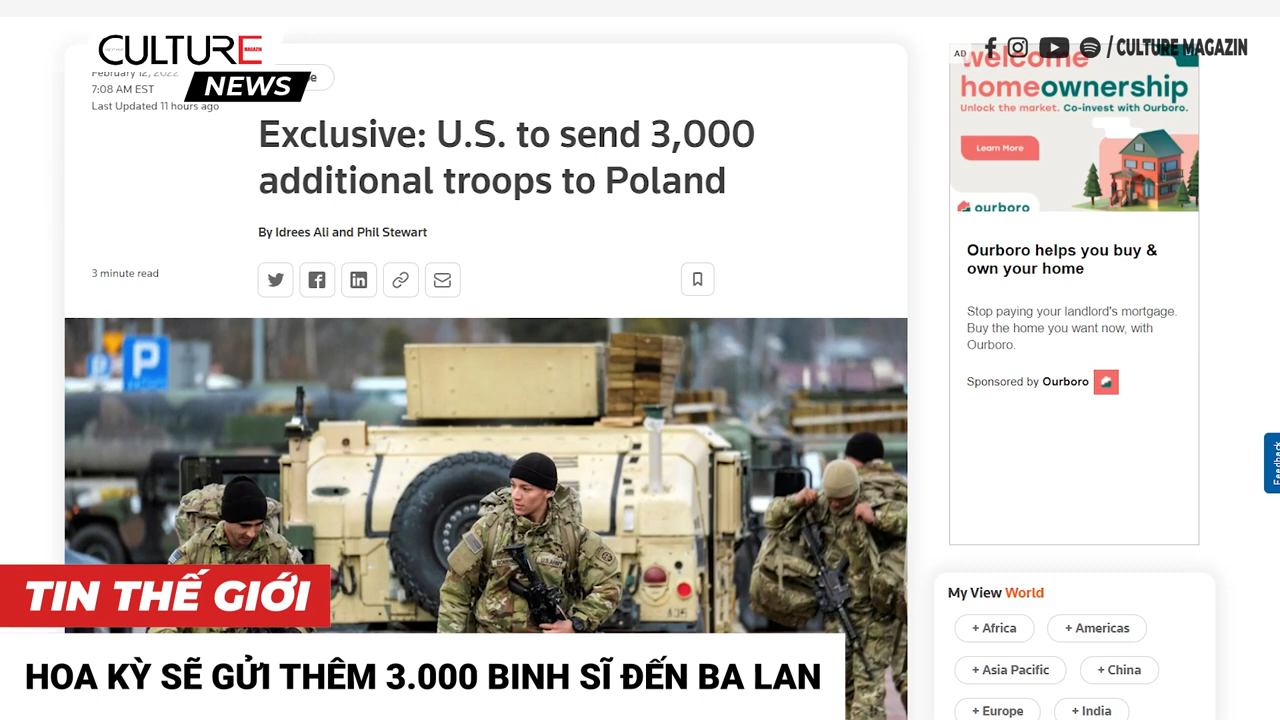 CULTURE
MAGAZIN
NEWS
/ CULTURE MAGAZIN
February 12, 2022
7:08 AM EST
Last Updated 11 hours ago
Exclusive: U.S. to send 3,000
additional troops to Poland
By Idrees Ali and Phil Stewart
3 minute read
P
U.S. ARMY
TIN THẾ GIỚI
HOA KỲ SẼ GỬI THÊM 3.000 BINH SĨ ĐẾN BA LAN
AD
welcome
homeownership
Unlock the market. Co-invest with Ourboro.
Learn More
ourboro
Ourboro helps you buy &
own your home
Stop paying your landlord's mortgage.
Buy the home you want now, with
Ourboro.
Sponsored by Ourboro
Feedback
My View World
+ Africa
+ Americas
+ Asia Pacific
+ China
+ Europe
+ India